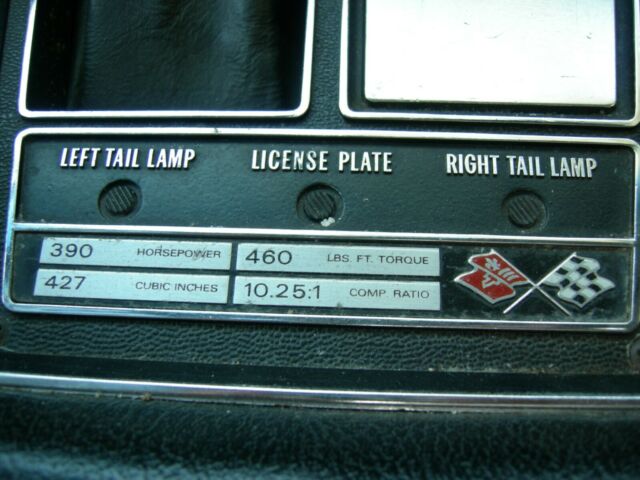 LEFT TAIL LAMP LICENSE PLATE RIGHT TAIL LAMP
390 HORSEPOWER 460 LBS. FT. TORQUE
427 CUBIC INCHES 10.25:1 COMP. RATIO